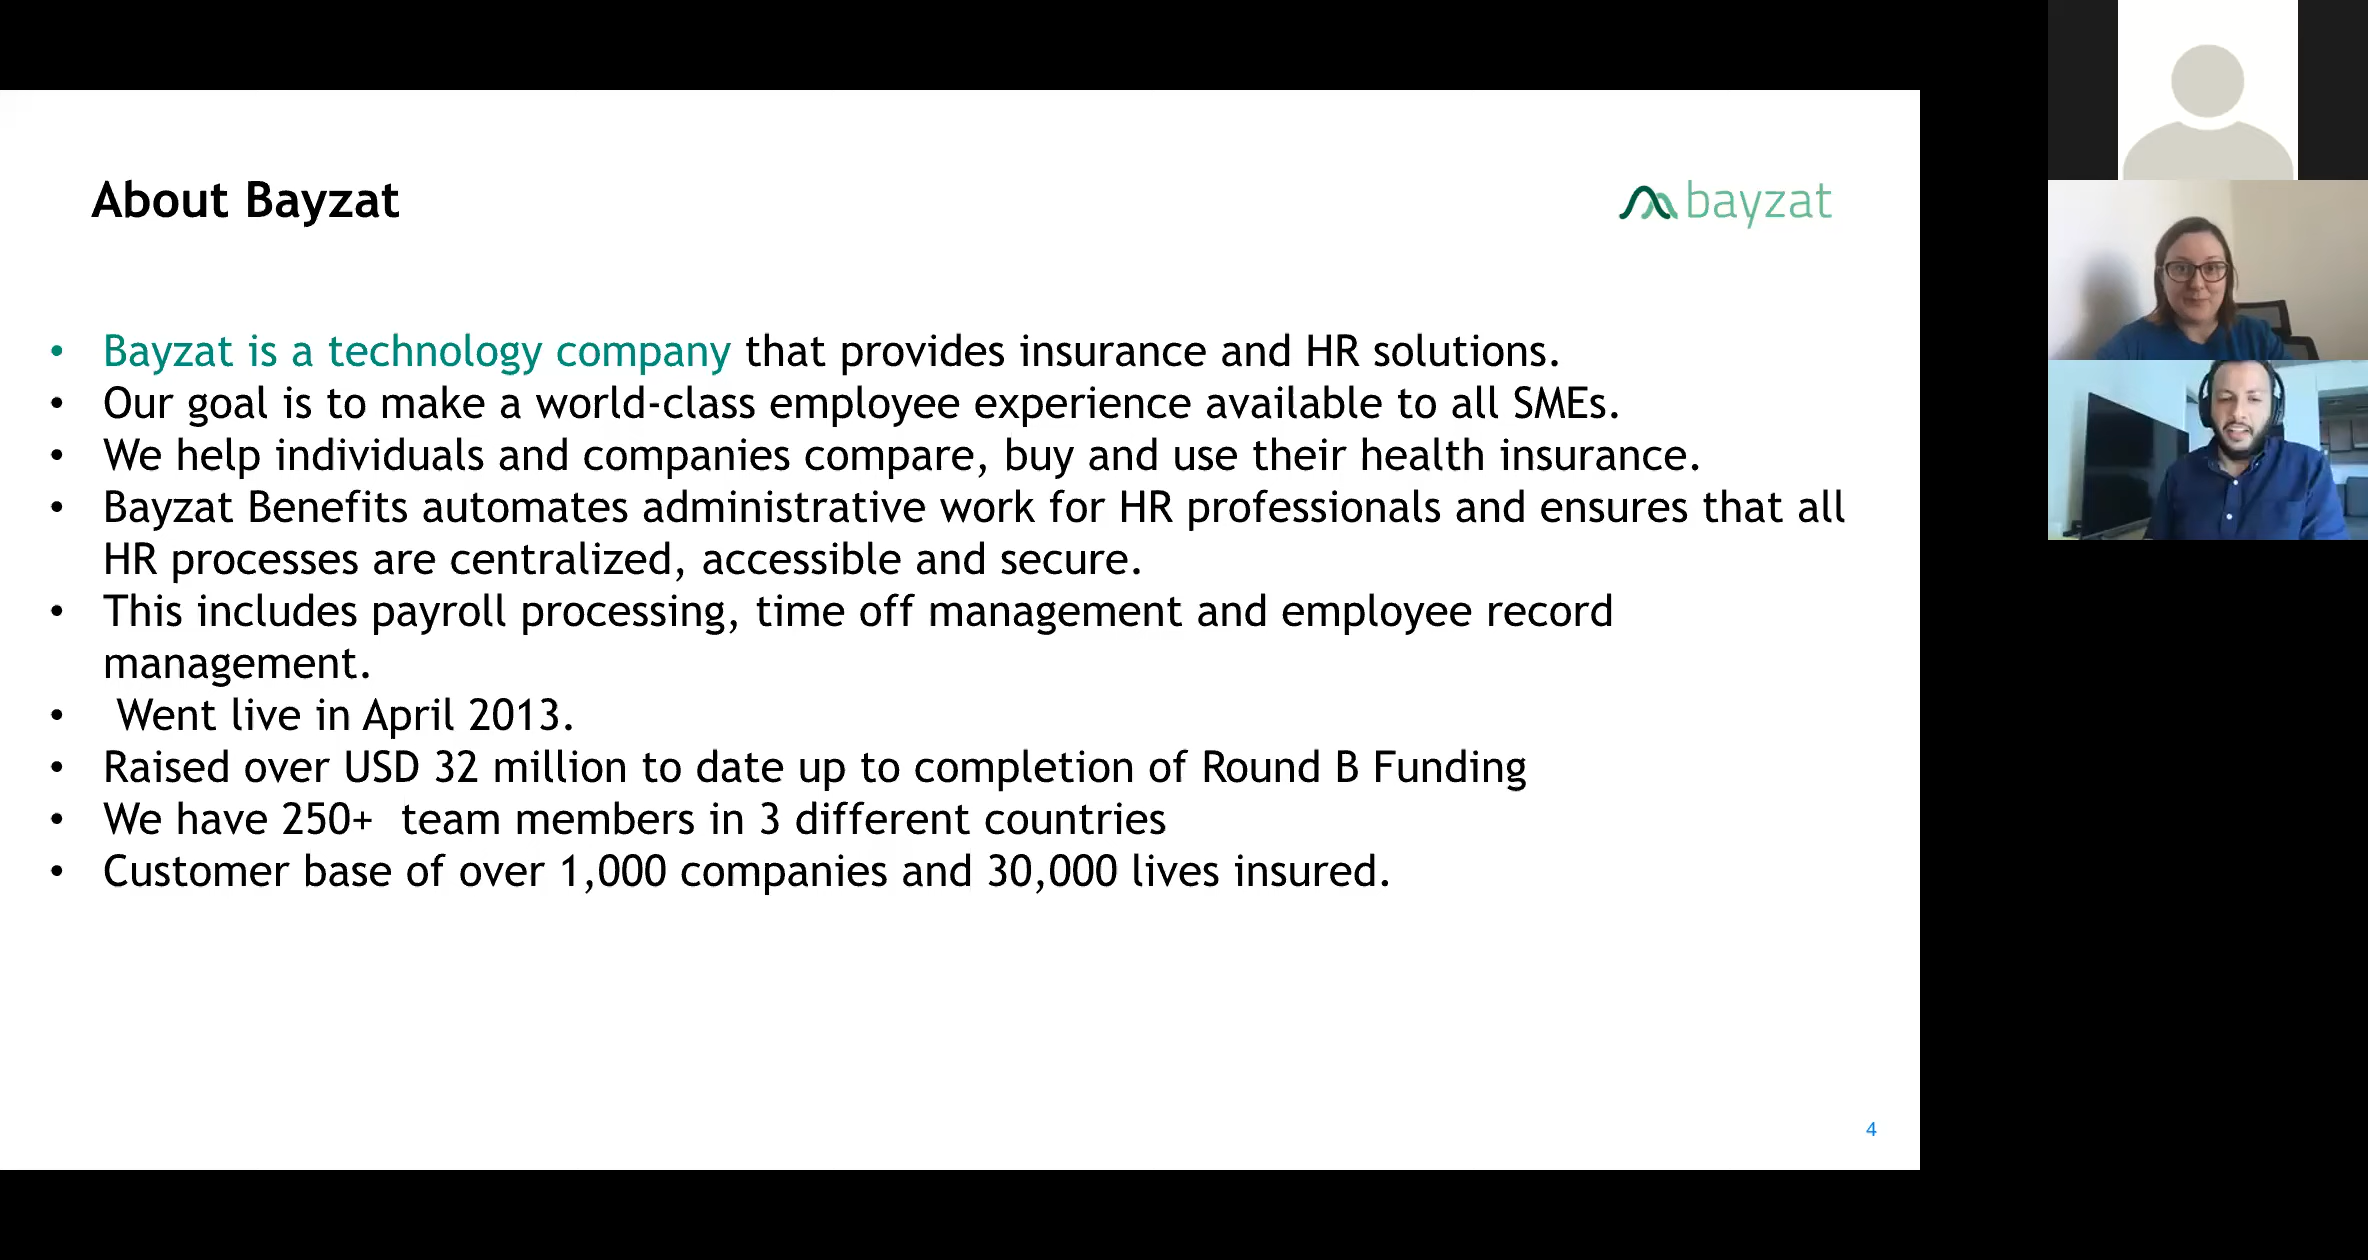 About Bayzat
bayzat
• Bayzat is a technology company that provides insurance and HR solutions.
• Our goal is to make a world-class employee experience available to all SMEs.
• We help individuals and companies compare, buy and use their health insurance.
• Bayzat Benefits automates administrative work for HR professionals and ensures that all
HR processes are centralized, accessible and secure.
• This includes payroll processing, time off management and employee record
management.
• Went live in April 2013.
• Raised over USD 32 million to date up to completion of Round B Funding
• We have 250+  team members in 3 different countries
• Customer base of over 1,000 companies and 30,000 lives insured.
4